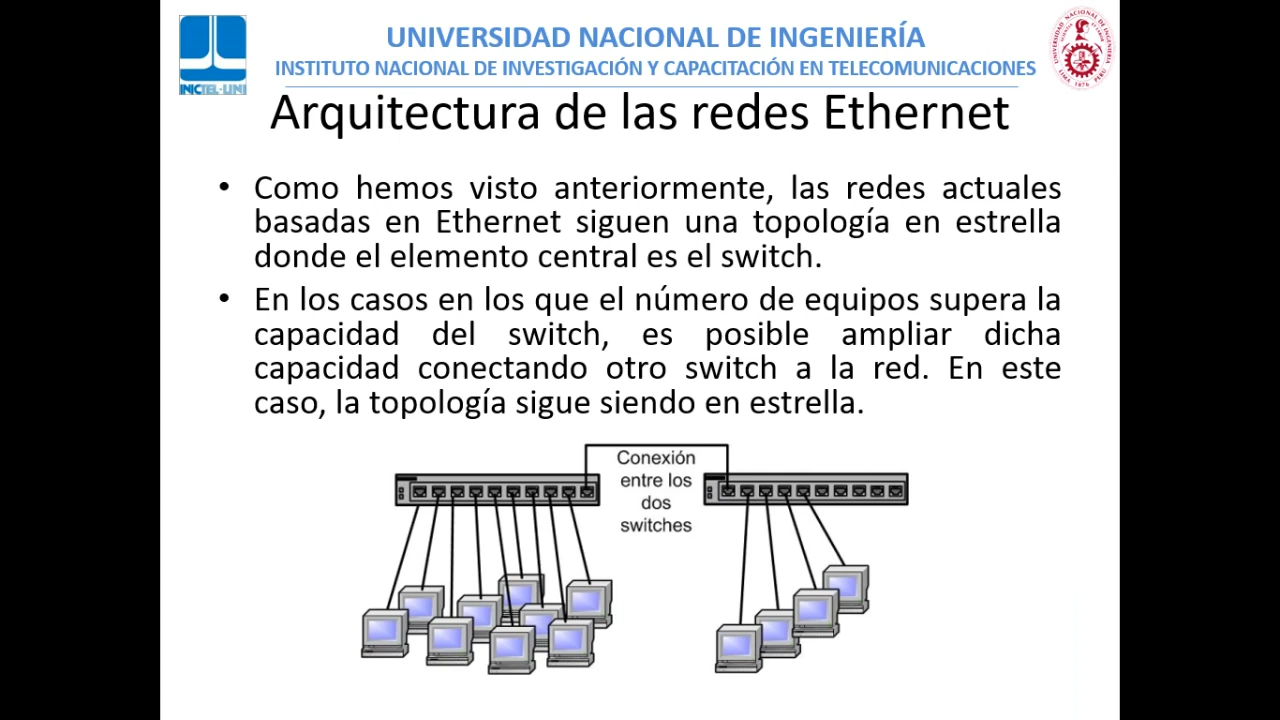 UNIVERSIDAD NACIONAL DE INGENIERÍA
INSTITUTO NACIONAL DE INVESTIGACIÓN Y CAPACITACIÓN EN TELECOMUNICACIONES
INICTEL-UNI
Arquitectura de las redes Ethernet
• Como hemos visto anteriormente, las redes actuales
basadas en Ethernet siguen una topología en estrella
donde el elemento central es el switch.
• En los casos en los que el número de equipos supera la
capacidad del switch, es posible ampliar dicha
capacidad conectando otro switch a la red. En este
caso, la topología sigue siendo en estrella.
Conexión
entre los
dos
switches